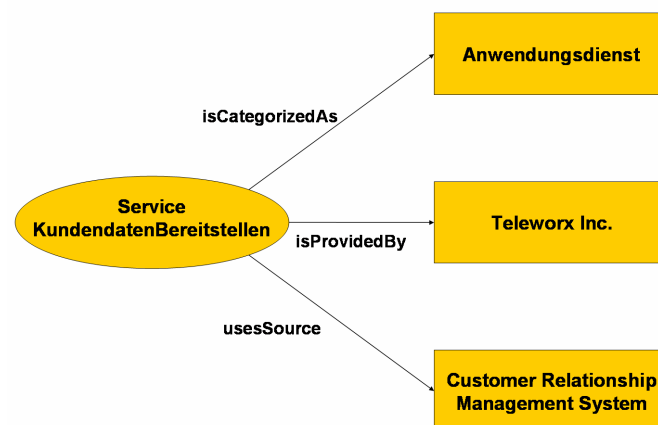 Anwendungsdienst
isCategorizedAs
Service
KundendatenBereitstellen
Teleworx Inc.
isProvidedBy
usesSource
Customer Relationship
Management System